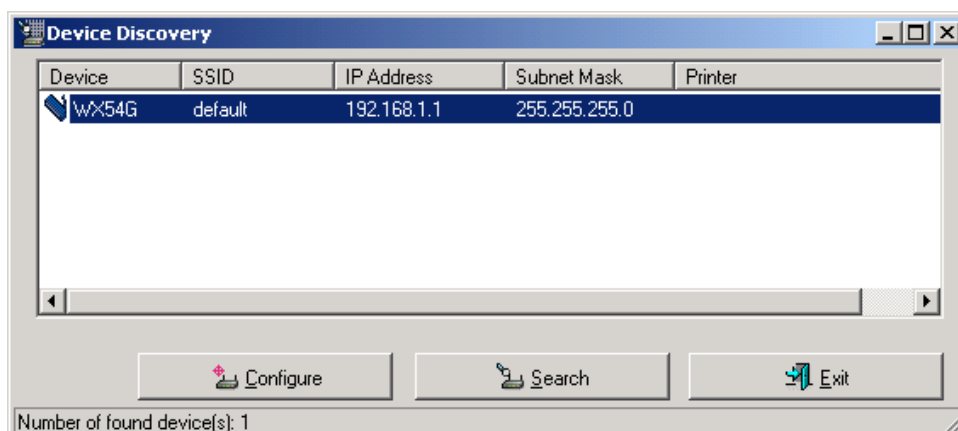 Device Discovery
Device SSID IP Address Subnet Mask Printer
WX54G default 192.168.1.1 255.255.255.0
Configure Search Exit
Number of found device(s): 1